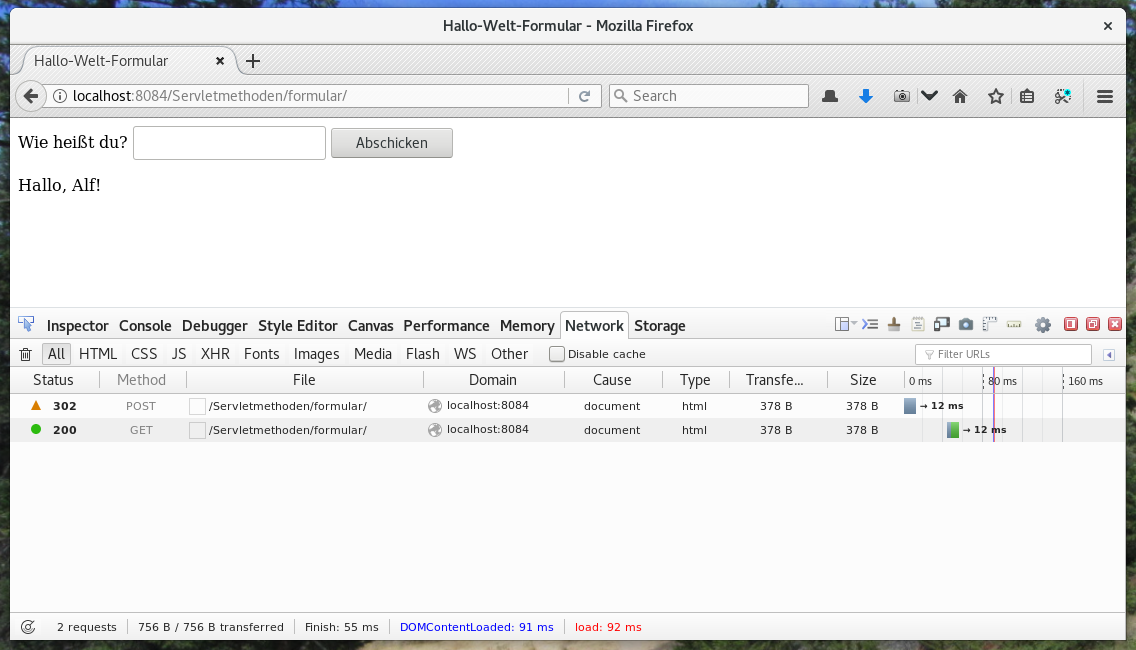 Hallo-Welt-Formular - Mozilla Firefox
Hallo-Welt-Formular
localhost:8084/Servletmethoden/formular/ Search
Wie heißt du? Abschicken
Hallo, Alf!
Inspector Console Debugger Style Editor Canvas Performance Memory Network Storage
All HTML CSS JS XHR Fonts Images Media Flash WS Other Disable cache Filter URLs
Status Method File Domain Cause Type Transfe... Size 0 ms 80 ms 160 ms
302 POST /Servletmethoden/formular/ localhost:8084 document html 378 B 378 B → 12 ms
200 GET /Servletmethoden/formular/ localhost:8084 document html 378 B 378 B → 12 ms
2 requests 756 B / 756 B transferred Finish: 55 ms DOMContentLoaded: 91 ms load: 92 ms